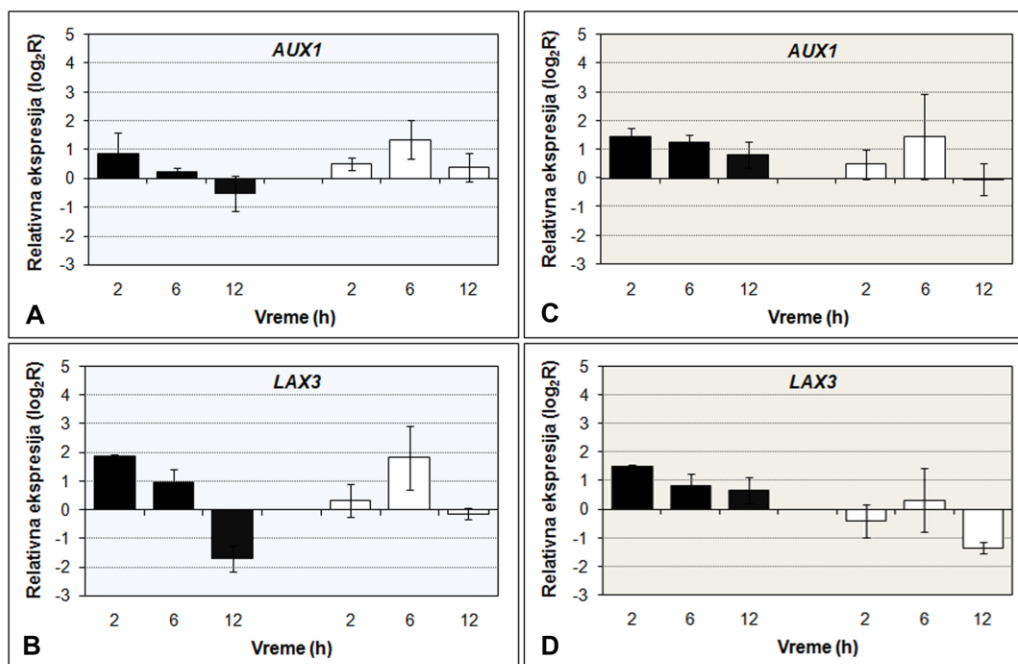 AUX1
Relativna ekspresija (log₂R)
5
4
3
2
1
0
-1
-2
-3
2 6 12 2 6 12
Vreme (h)
A
AUX1
Relativna ekspresija (log₂R)
5
4
3
2
1
0
-1
-2
-3
2 6 12 2 6 12
Vreme (h)
C
LAX3
Relativna ekspresija (log₂R)
5
4
3
2
1
0
-1
-2
-3
2 6 12 2 6 12
Vreme (h)
B
LAX3
Relativna ekspresija (log₂R)
5
4
3
2
1
0
-1
-2
-3
2 6 12 2 6 12
Vreme (h)
D